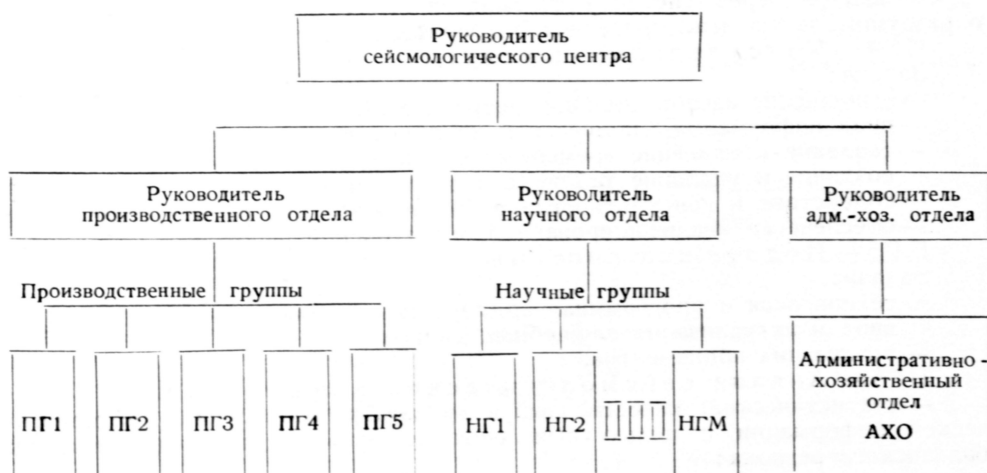 Руководитель
сейсмологического центра
Руководитель
производственного отдела
Руководитель
научного отдела
Руководитель
адм.-хоз. отдела
Производственные группы
Научные группы
ПГ1
ПГ2
ПГ3
ПГ4
ПГ5
НГ1
НГ2
НГМ
Административно-
хозяйственный
отдел
АХО